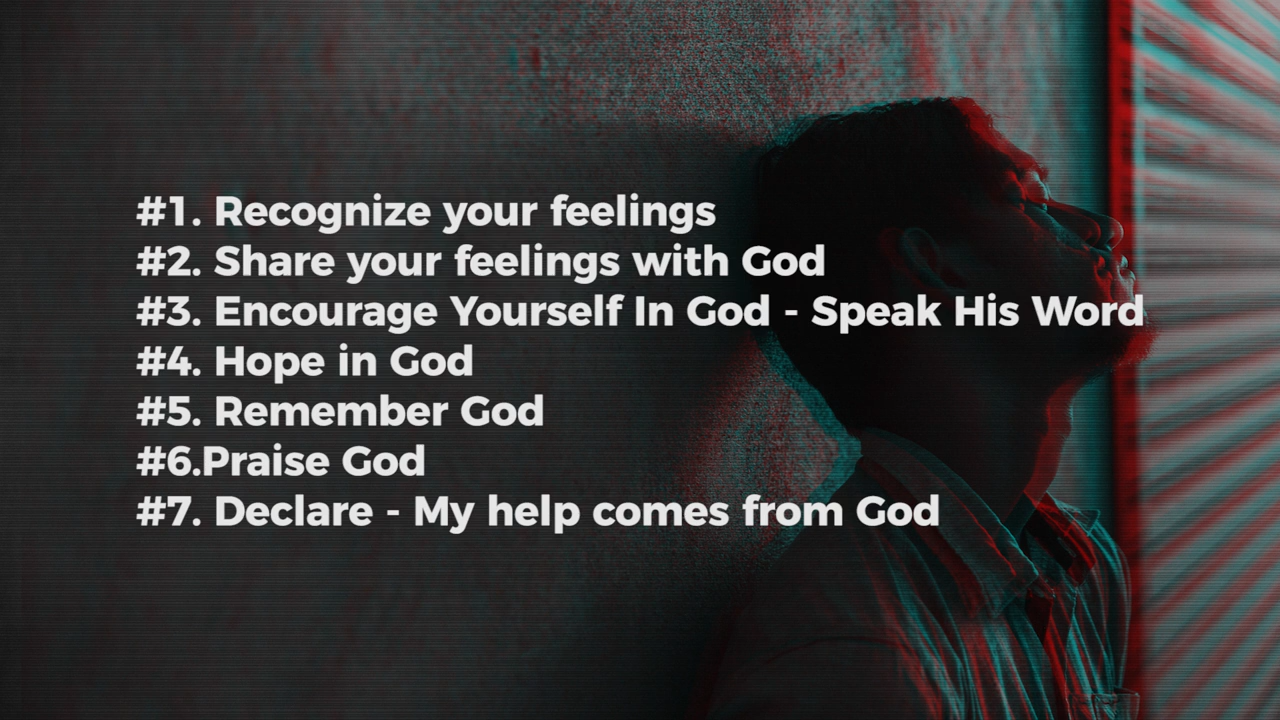 #1. Recognize your feelings
#2. Share your feelings with God
#3. Encourage Yourself In God - Speak His Word
#4. Hope in God
#5. Remember God
#6.Praise God
#7. Declare - My help comes from God